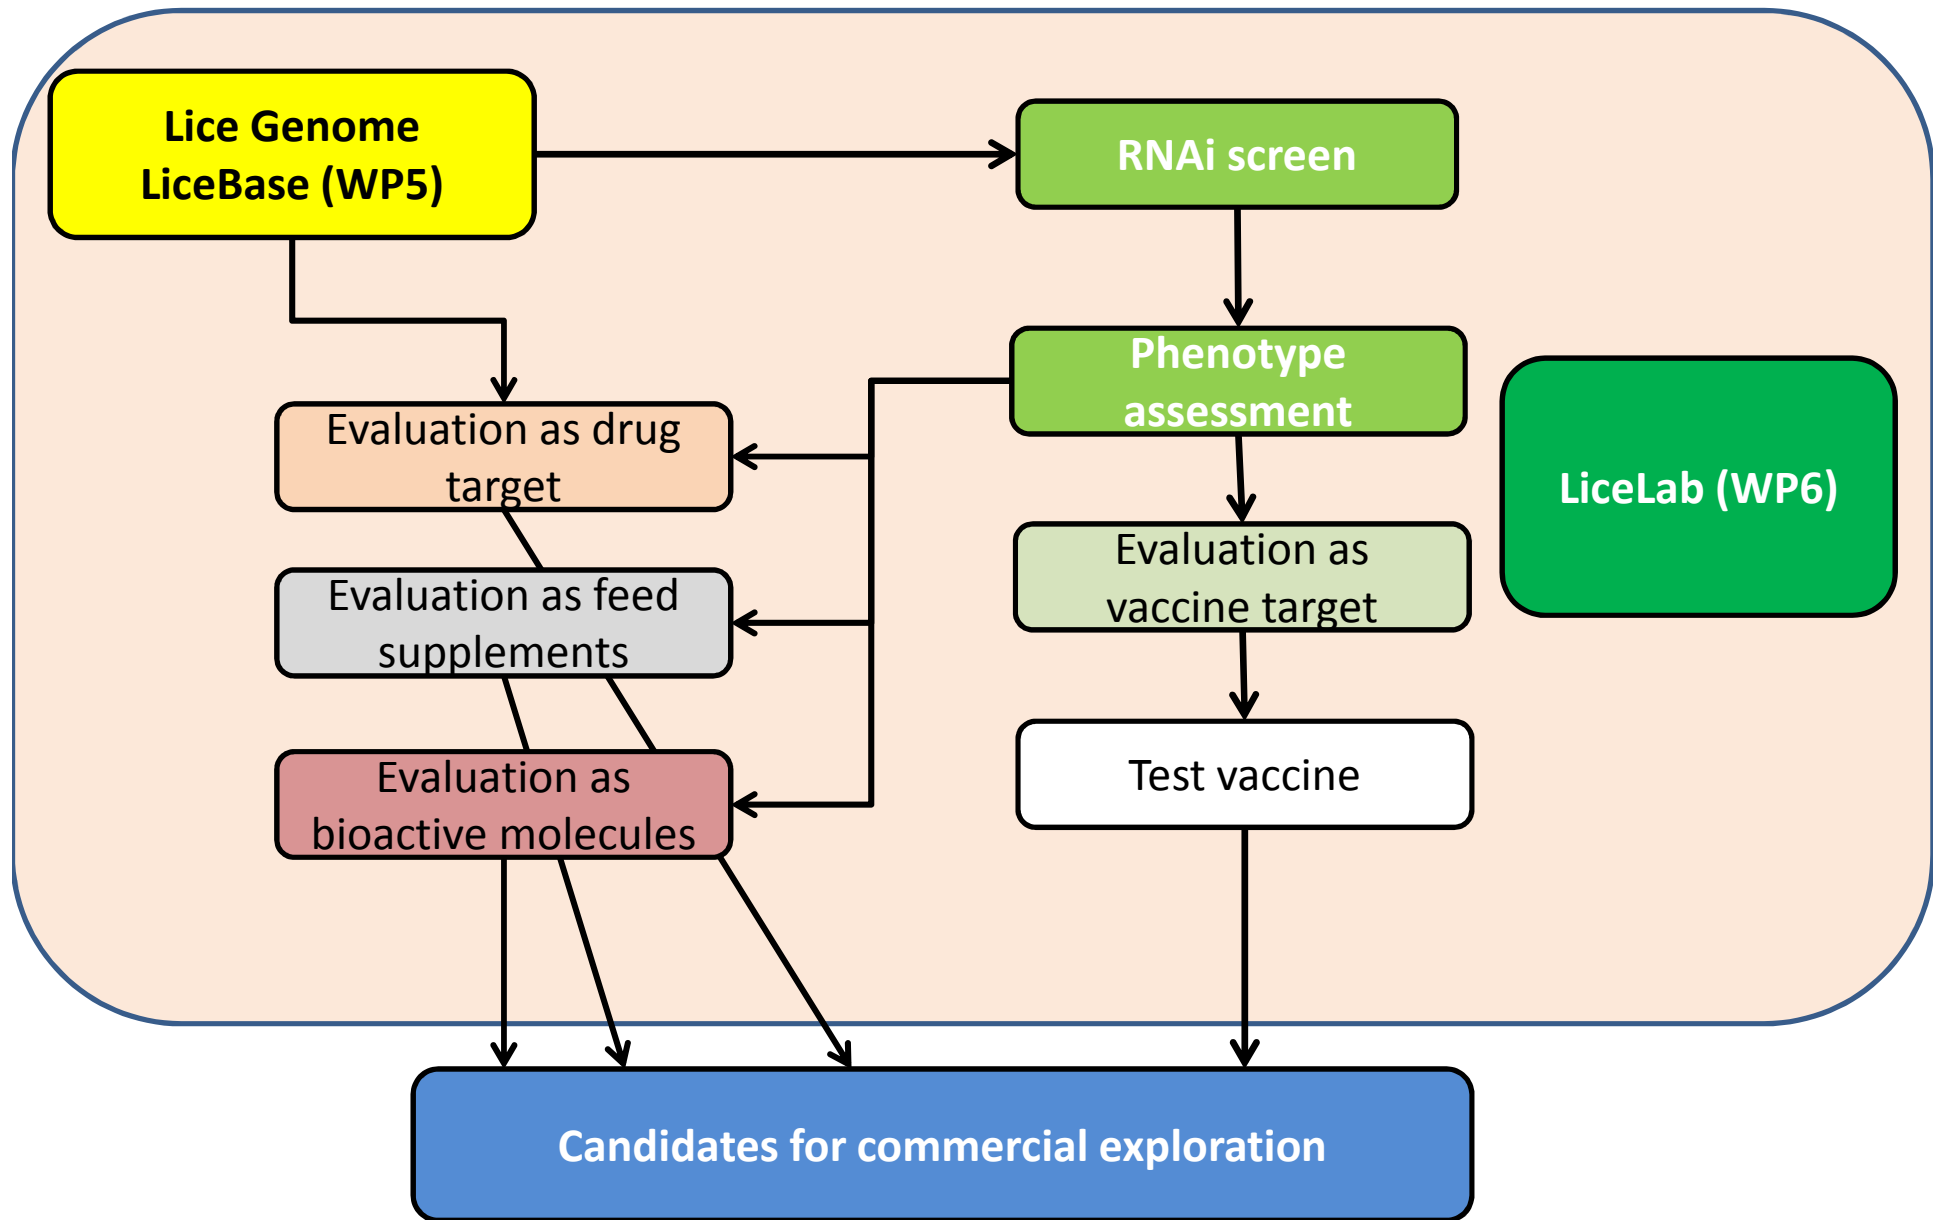 Lice Genome
LiceBase (WP5)
RNAi screen
Phenotype
assessment
Evaluation as drug
target
LiceLab (WP6)
Evaluation as
vaccine target
Evaluation as feed
supplements
Test vaccine
Evaluation as
bioactive molecules
Candidates for commercial exploration